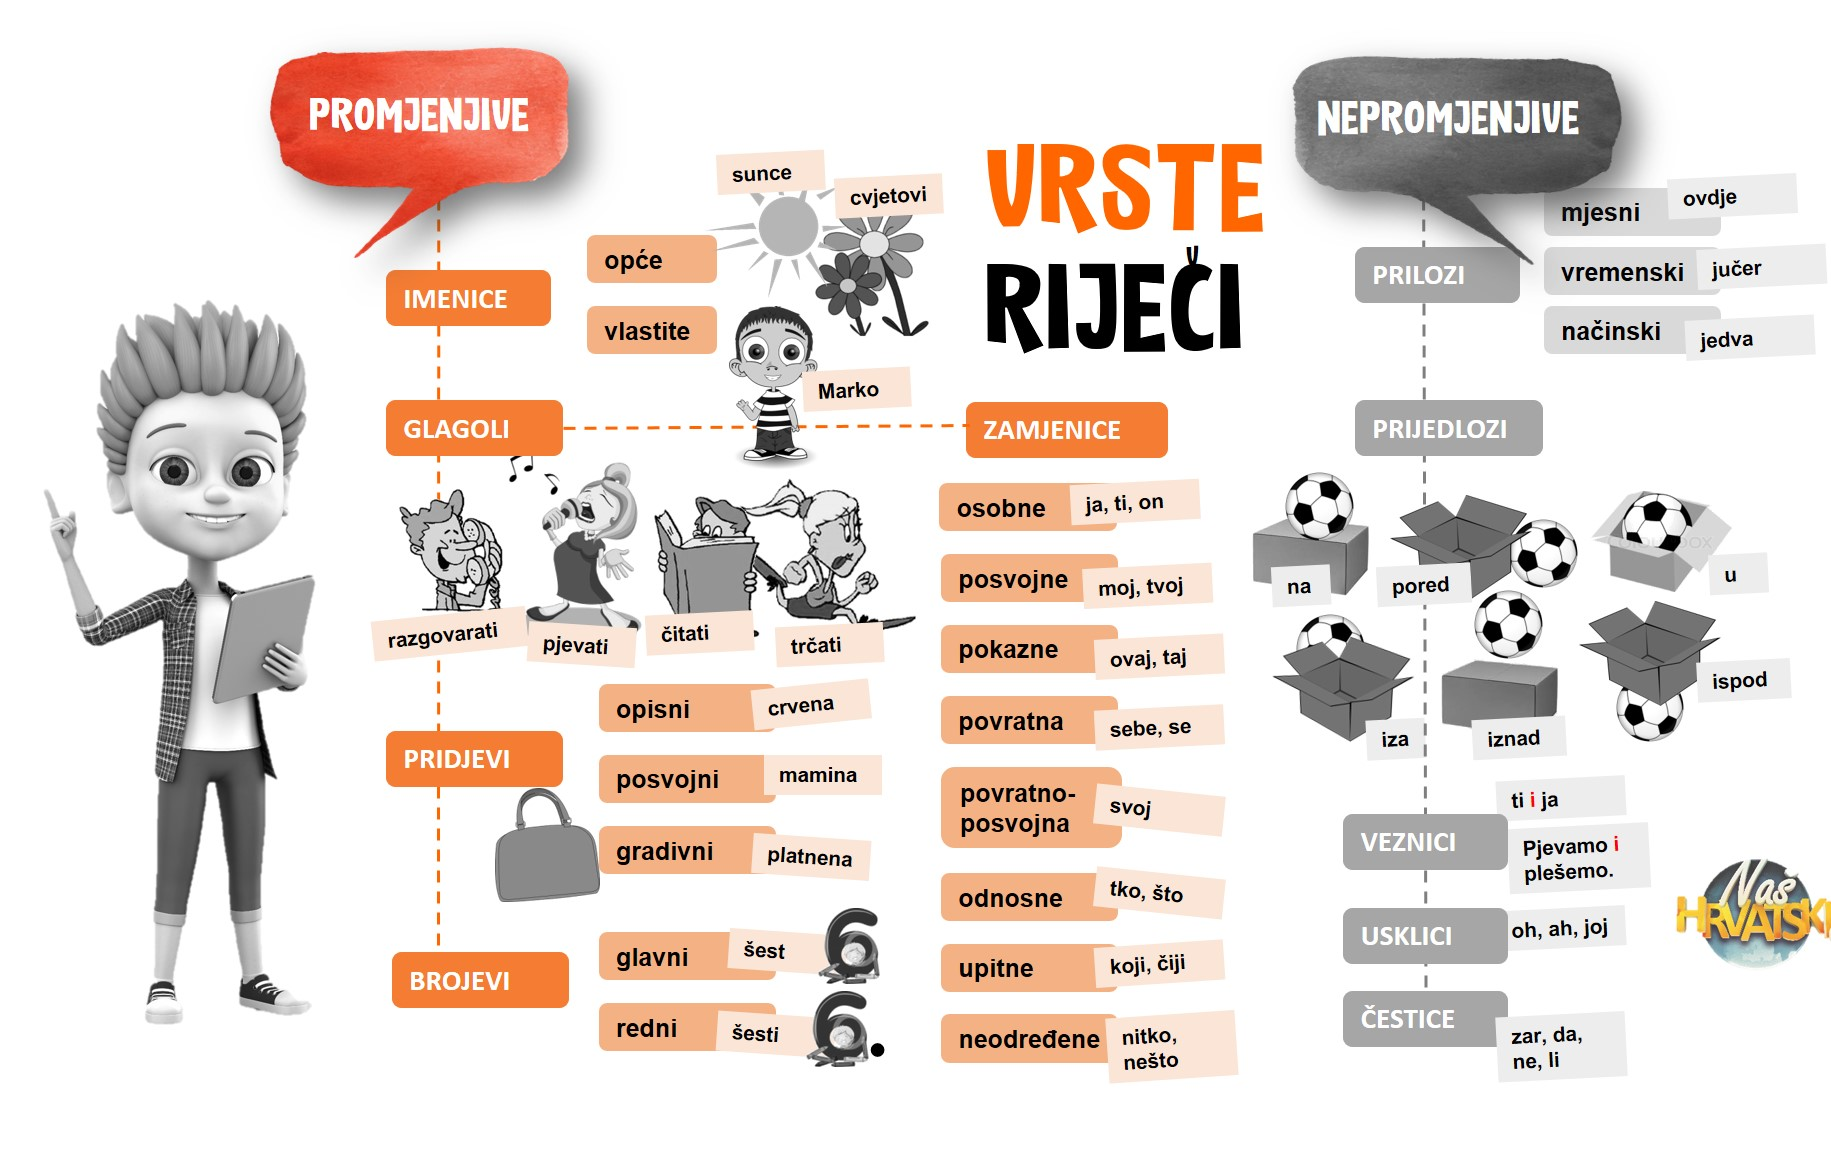 PROMJENJIVE
NEPROMJENJIVE
VRSTE
RIJEČI
IMENICE
opće
sunce
cvjetovi
vlastite
Marko
GLAGOLI
razgovarati
pjevati
čitati
trčati
PRIDJEVI
opisni
crvena
posvojni
mamina
gradivni
platnena
BROJEVI
glavni
šest
6
redni
šesti
6.
ZAMJENICE
osobne
ja, ti, on
posvojne
moj, tvoj
pokazne
ovaj, taj
povratna
sebe, se
povratno-
posvojna
svoj
odnosne
tko, što
upitne
koji, čiji
neodređene
nitko,
nešto
PRILOZI
mjesni
ovdje
vremenski
jučer
načinski
jedva
PRIJEDLOZI
na
pored
u
iza
iznad
ispod
VEZNICI
ti i ja
Pjevamo i
plešemo.
USKLICI
oh, ah, joj
ČESTICE
zar, da,
ne, li
Naš
HRVATSKI